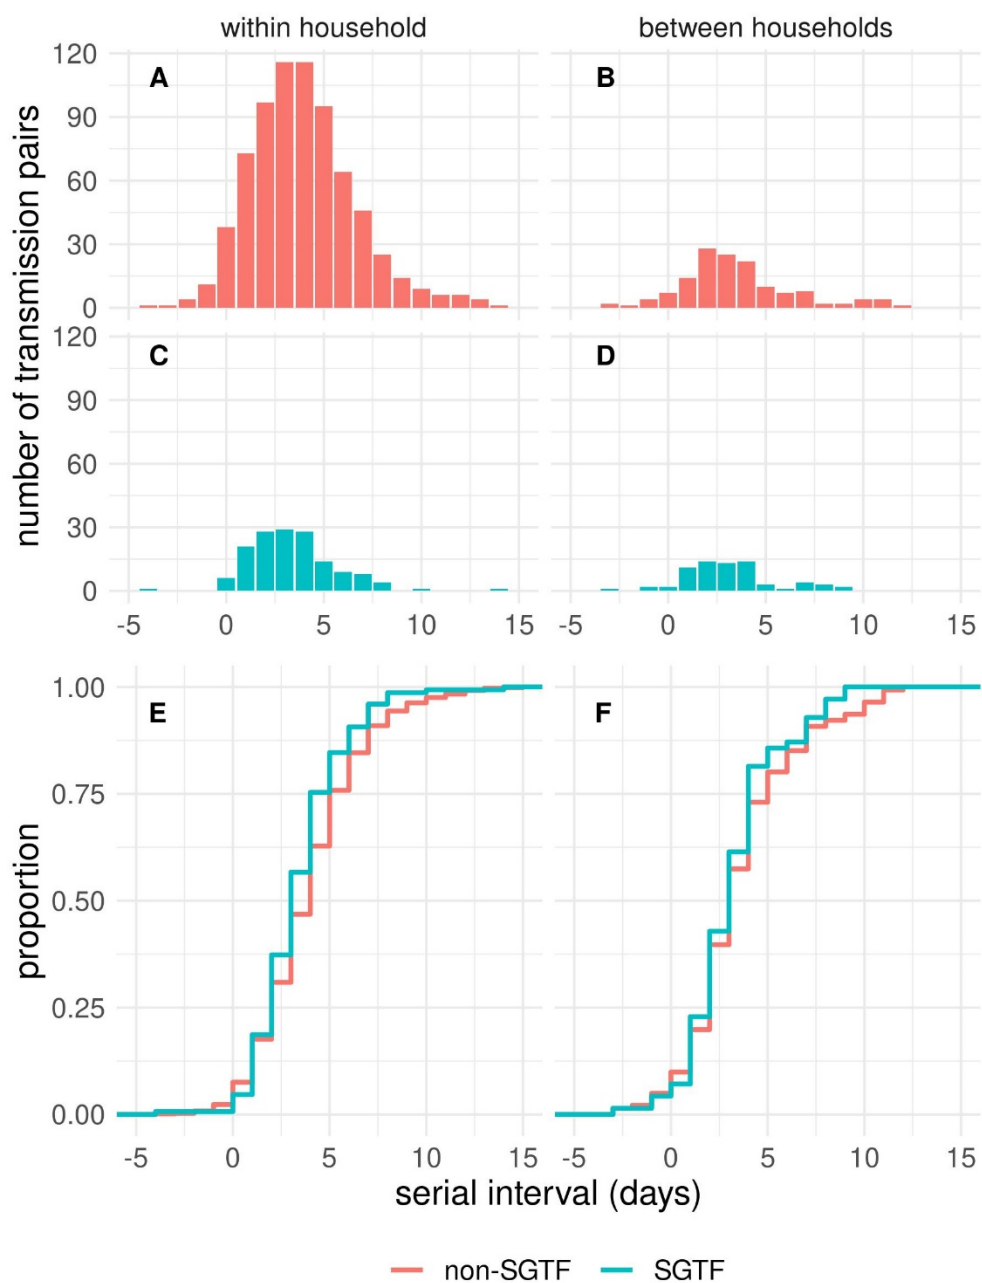 within household between households
number of transmission pairs
120 A B
90
60
30
0
120 C D
90
60
30
0
-5 0 5 10 15 -5 0 5 10 15
proportion
1.00 E F
0.75
0.50
0.25
0.00
-5 0 5 10 15 -5 0 5 10 15
serial interval (days)
non-SGTF SGTF